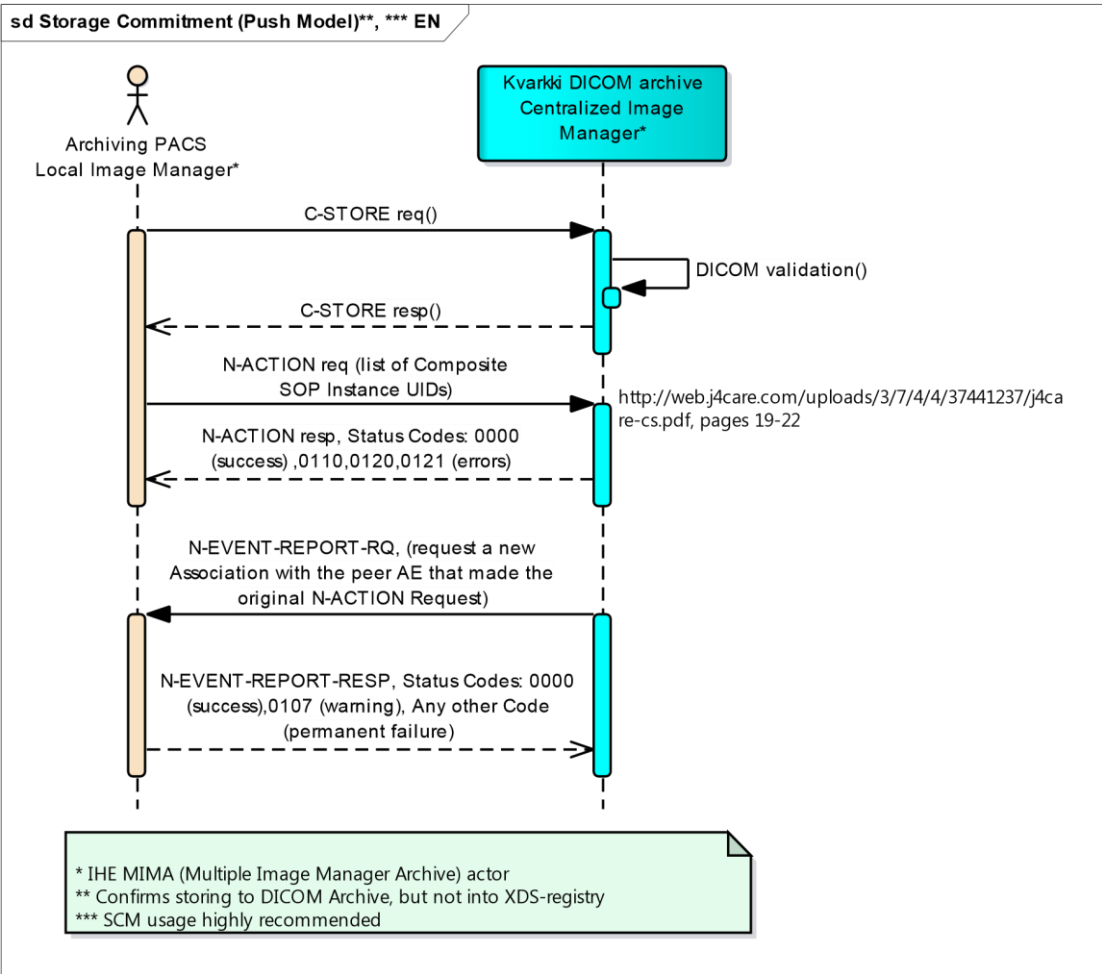 sd Storage Commitment (Push Model)**, *** EN
Archiving PACS
Local Image Manager*
Kvarkki DICOM archive
Centralized Image
Manager*
C-STORE req()
DICOM validation()
C-STORE resp()
N-ACTION req (list of Composite
SOP Instance UIDs)
http://web.j4care.com/uploads/3/7/4/4/37441237/j4ca
re-cs.pdf, pages 19-22
N-ACTION resp, Status Codes: 0000
(success) ,0110,0120,0121 (errors)
N-EVENT-REPORT-RQ, (request a new
Association with the peer AE that made the
original N-ACTION Request)
N-EVENT-REPORT-RESP, Status Codes: 0000
(success),0107 (warning), Any other Code
(permanent failure)
* IHE MIMA (Multiple Image Manager Archive) actor
** Confirms storing to DICOM Archive, but not into XDS-registry
*** SCM usage highly recommended